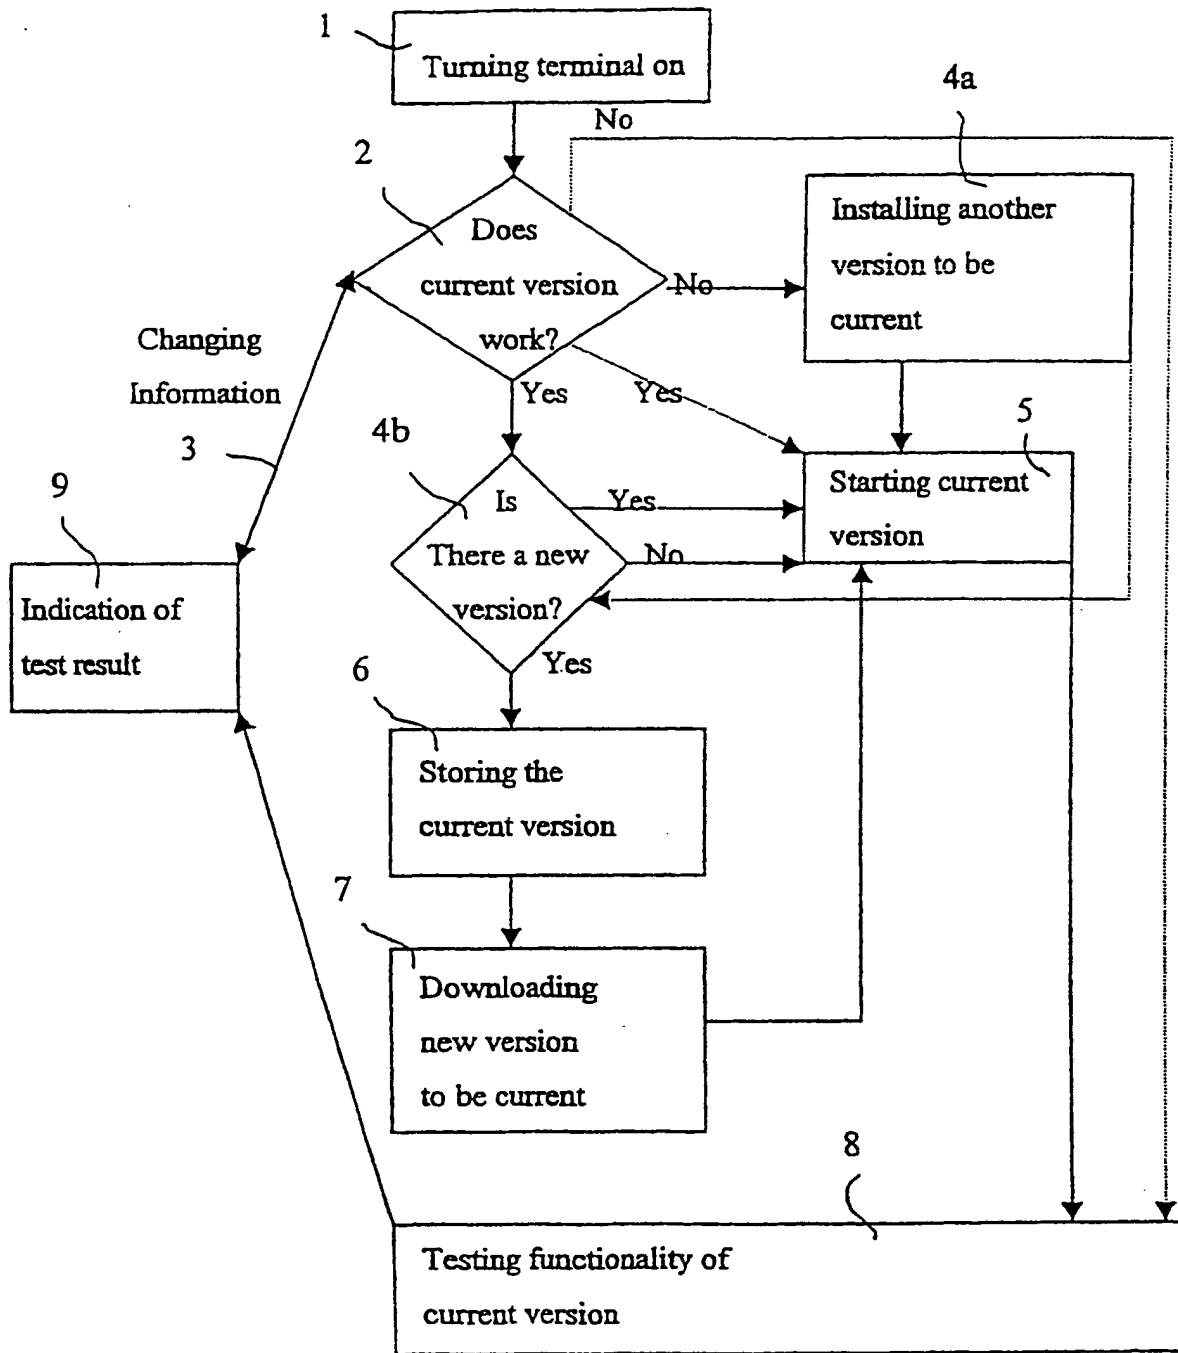 1
Turning terminal on
No
4a
2
Does
current version
work?
No
Installing another
version to be
current
Changing
Information
3
Yes
Yes
4b
5
Is
There a new
version?
Yes
No
Starting current
version
9
Indication of
test result
Yes
6
Storing the
current version
7
Downloading
new version
to be current
8
Testing functionality of
current version